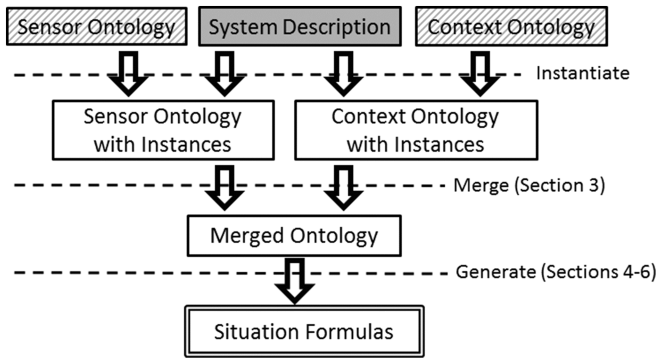 Sensor Ontology
System Description
Context Ontology
Instantiate
Sensor Ontology
with Instances
Context Ontology
with Instances
Merge (Section 3)
Merged Ontology
Generate (Sections 4-6)
Situation Formulas